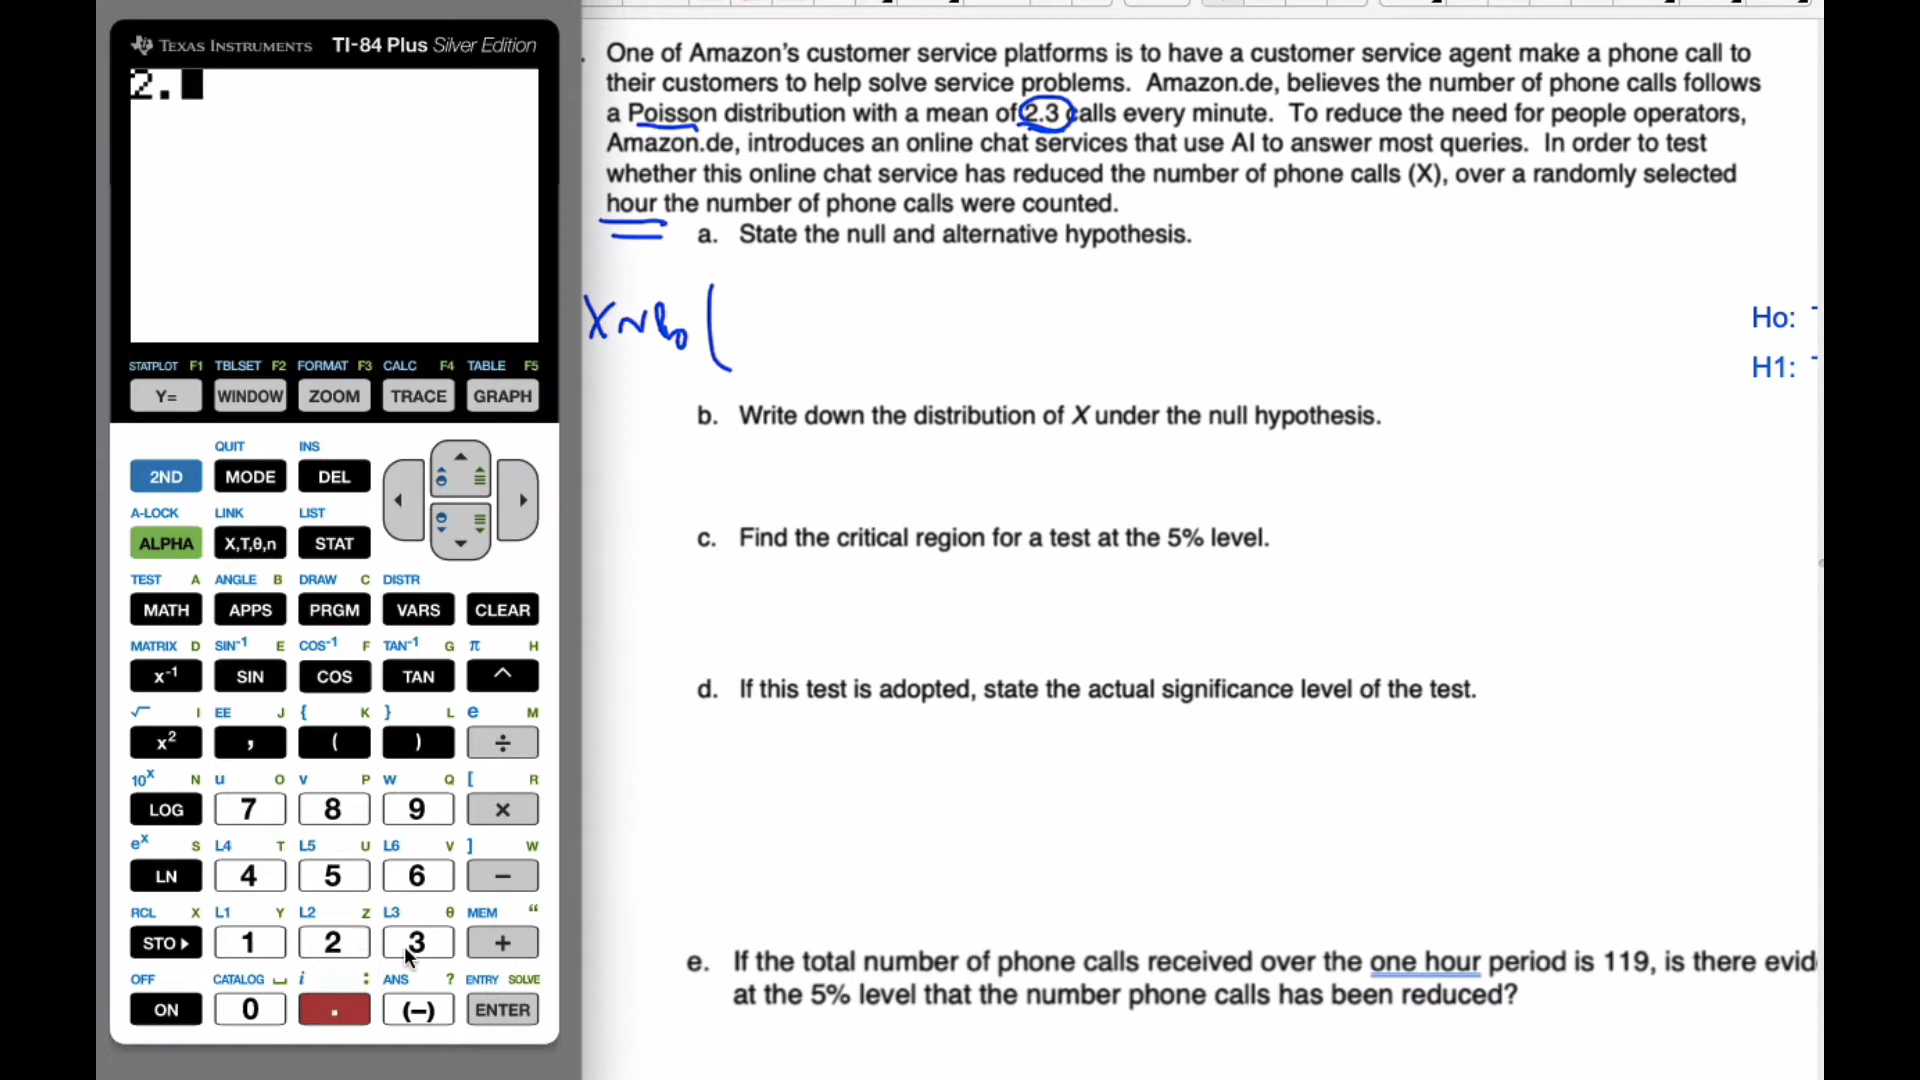 TEXAS INSTRUMENTS TI-84 Plus Silver Edition
2.
STATPLOT F1 TBLSET F2 FORMAT F3 CALC F4 TABLE F5
Y= WINDOW ZOOM TRACE GRAPH
QUIT INS
2ND MODE DEL
A-LOCK LINK LIST
ALPHA X,T,θ,n STAT
TEST A ANGLE B DRAW C DISTR
MATH APPS PRGM VARS CLEAR
MATRIX D SIN-1 E COS-1 F TAN-1 G π H
x-1 SIN COS TAN ^
√ I EE J { K } L e M
x2 , ( ) ÷
10x N u O v P w Q [ R
LOG 7 8 9 ×
ex S L4 T L5 U L6 V ] W
LN 4 5 6 −
RCL X L1 Y L2 Z L3 θ MEM “
STO▸ 1 2 3 +
OFF CATALOG ⎵ i : ANS ? ENTRY SOLVE
ON 0 . (−) ENTER
One of Amazon's customer service platforms is to have a customer service agent make a phone call to
their customers to help solve service problems. Amazon.de, believes the number of phone calls follows
a Poisson distribution with a mean of 2.3 calls every minute. To reduce the need for people operators,
Amazon.de, introduces an online chat services that use AI to answer most queries. In order to test
whether this online chat service has reduced the number of phone calls (X), over a randomly selected
hour the number of phone calls were counted.
a. State the null and alternative hypothesis.
X~Po (
Ho:
H1:
b. Write down the distribution of X under the null hypothesis.
c. Find the critical region for a test at the 5% level.
d. If this test is adopted, state the actual significance level of the test.
e. If the total number of phone calls received over the one hour period is 119, is there evid
at the 5% level that the number phone calls has been reduced?